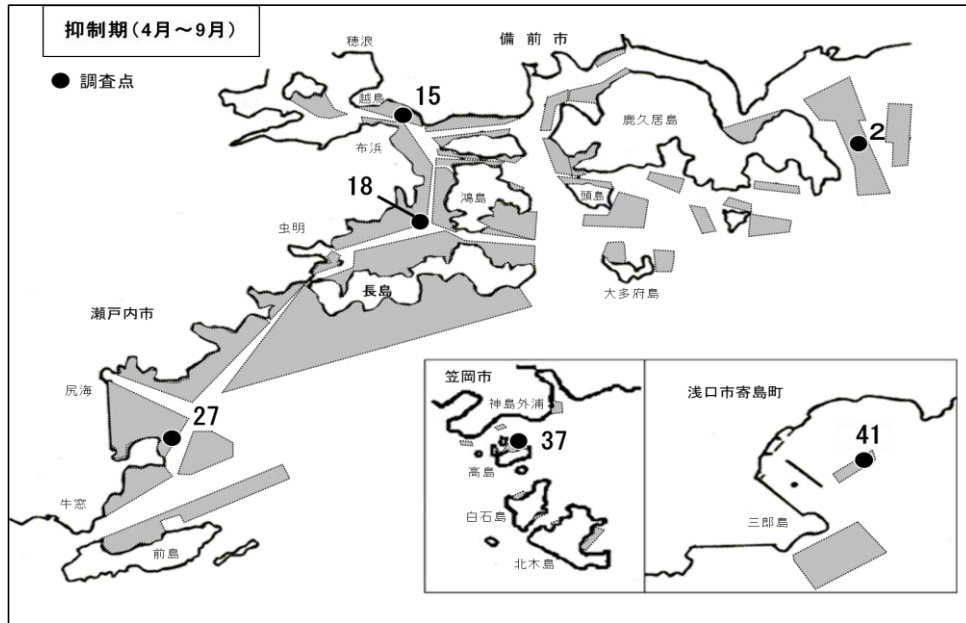 抑制期(4月～9月)
● 調査点
穂浪
備前市
越島
15
鹿久居島
2
布浜
18
鴻島
頭島
虫明
長島
大多府島
瀬戸内市
尻海
27
牛窓
前島
笠岡市
神島外浦
37
高島
白石島
北木島
浅口市寄島町
41
三郎島